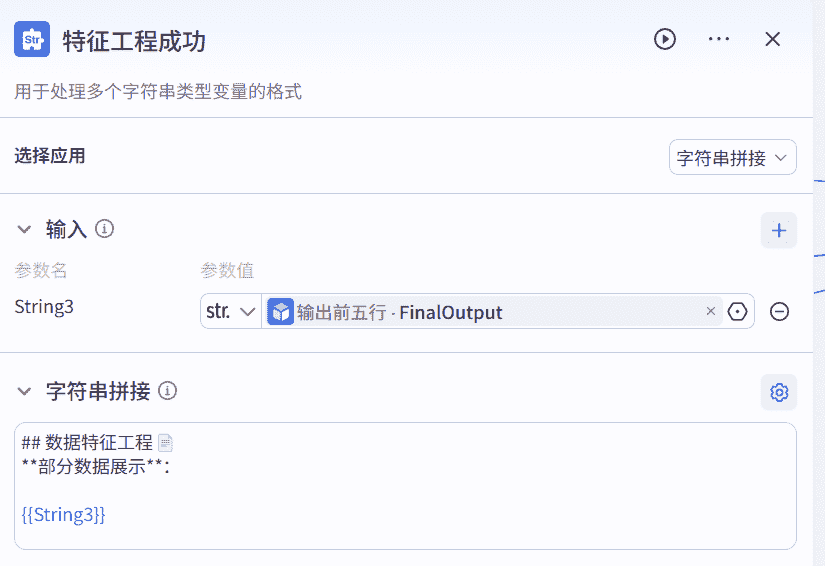 Str
特征工程成功
用于处理多个字符串类型变量的格式
选择应用
字符串拼接
输入
参数名
参数值
String3
str.
输出前五行 · FinalOutput
字符串拼接
## 数据特征工程
**部分数据展示**：
{{String3}}